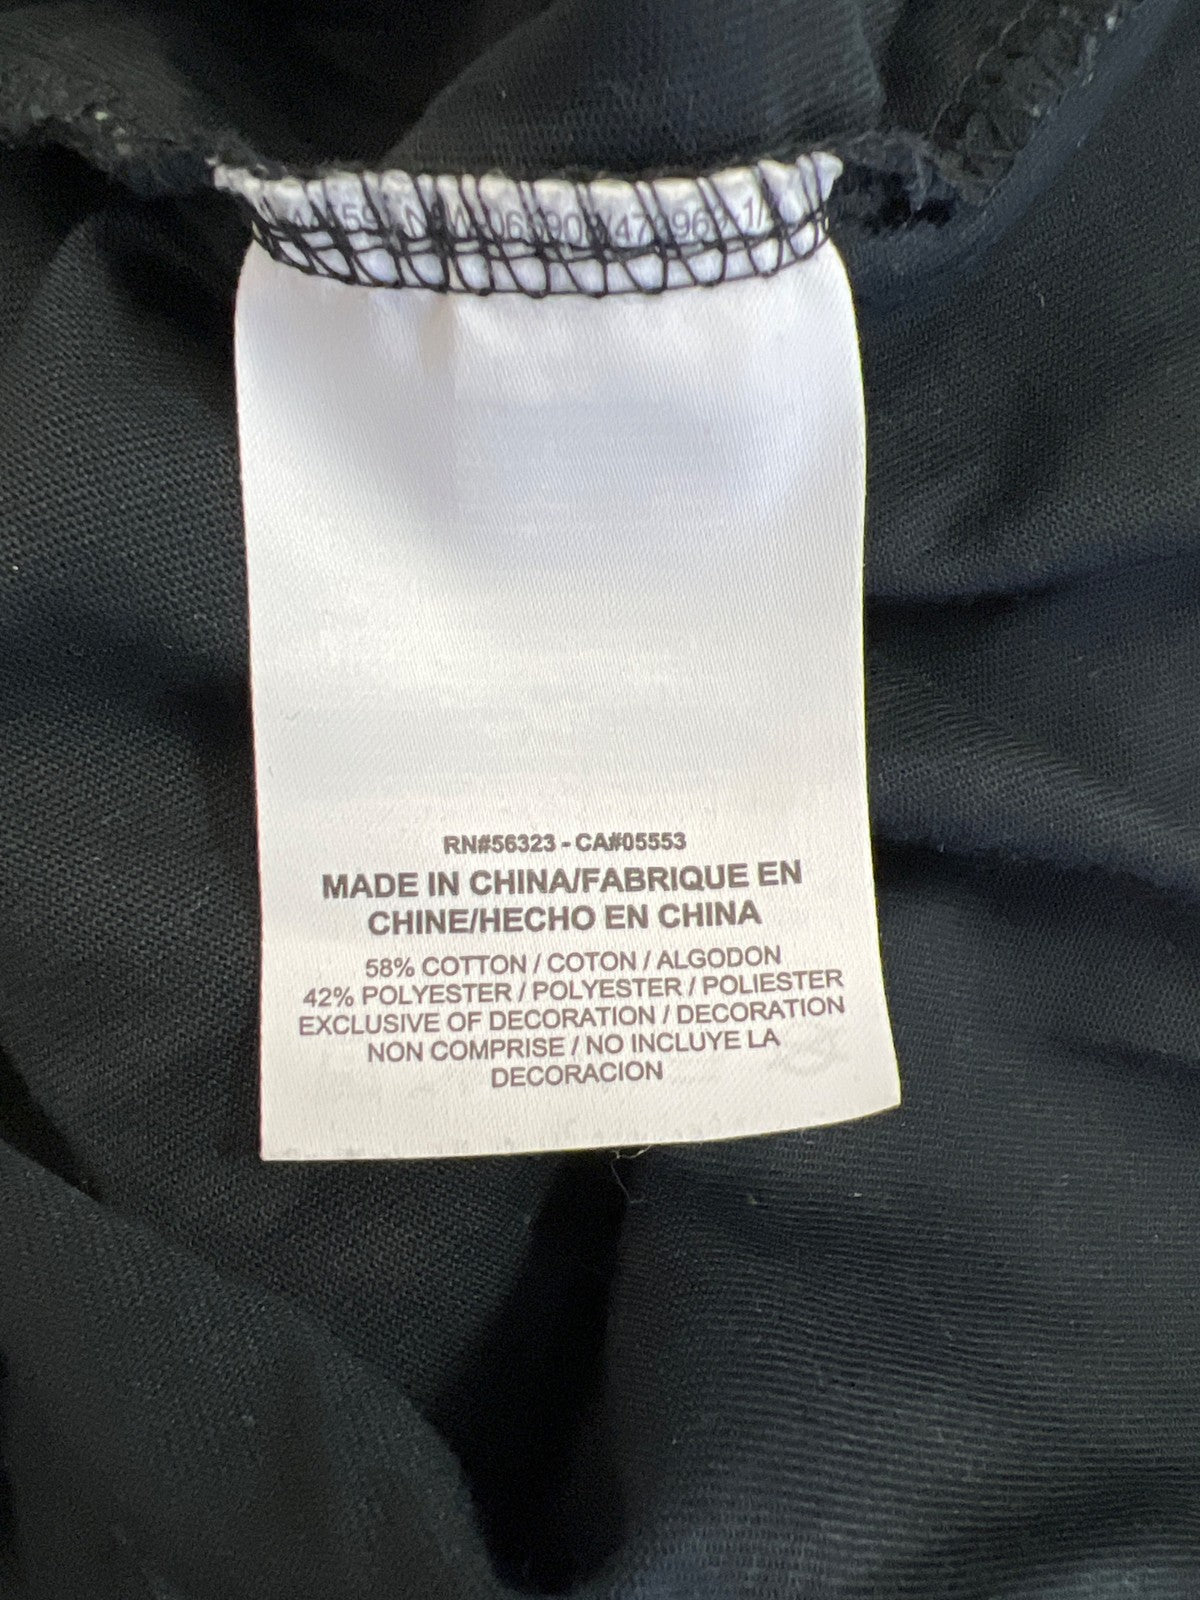 RN#56323 - CA#05553
MADE IN CHINA/FABRIQUE EN
CHINE/HECHO EN CHINA
58% COTTON / COTON / ALGODON
42% POLYESTER / POLYESTER / POLIESTER
EXCLUSIVE OF DECORATION / DECORATION
NON COMPRISE / NO INCLUYE LA
DECORACION